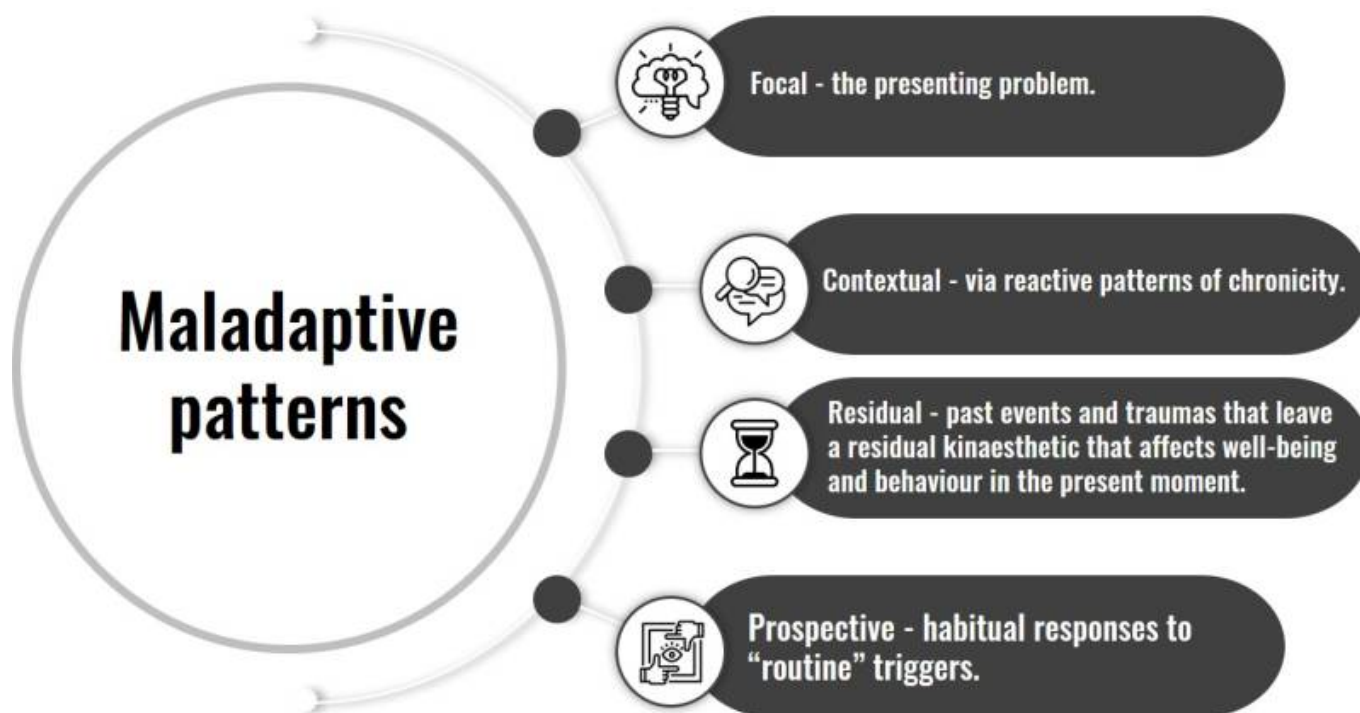 Maladaptive
patterns
Focal - the presenting problem.
Contextual - via reactive patterns of chronicity.
Residual - past events and traumas that leave
a residual kinaesthetic that affects well-being
and behaviour in the present moment.
Prospective - habitual responses to
“routine” triggers.